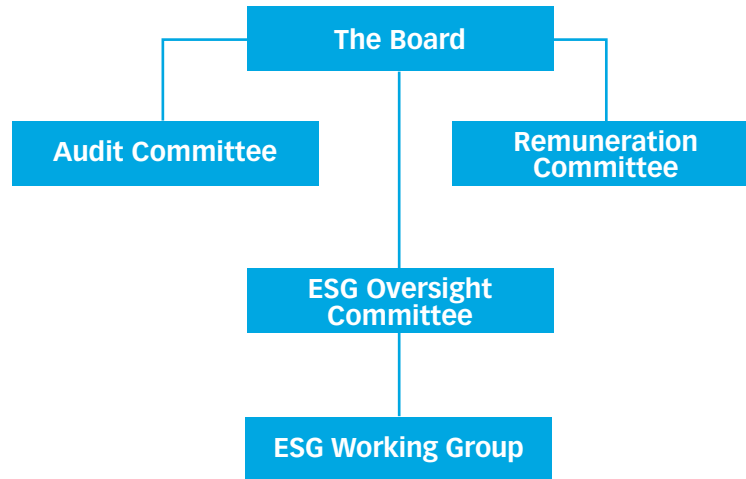 The Board
Audit Committee
Remuneration
Committee
ESG Oversight
Committee
ESG Working Group